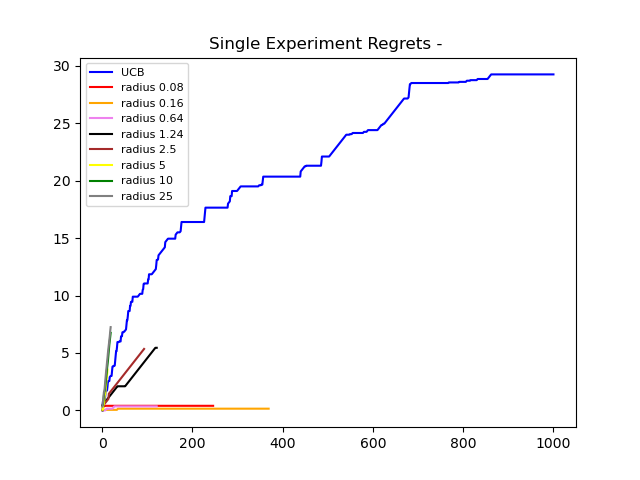 Single Experiment Regrets -
30
25
20
15
10
5
0
UCB
radius 0.08
radius 0.16
radius 0.64
radius 1.24
radius 2.5
radius 5
radius 10
radius 25
0 200 400 600 800 1000